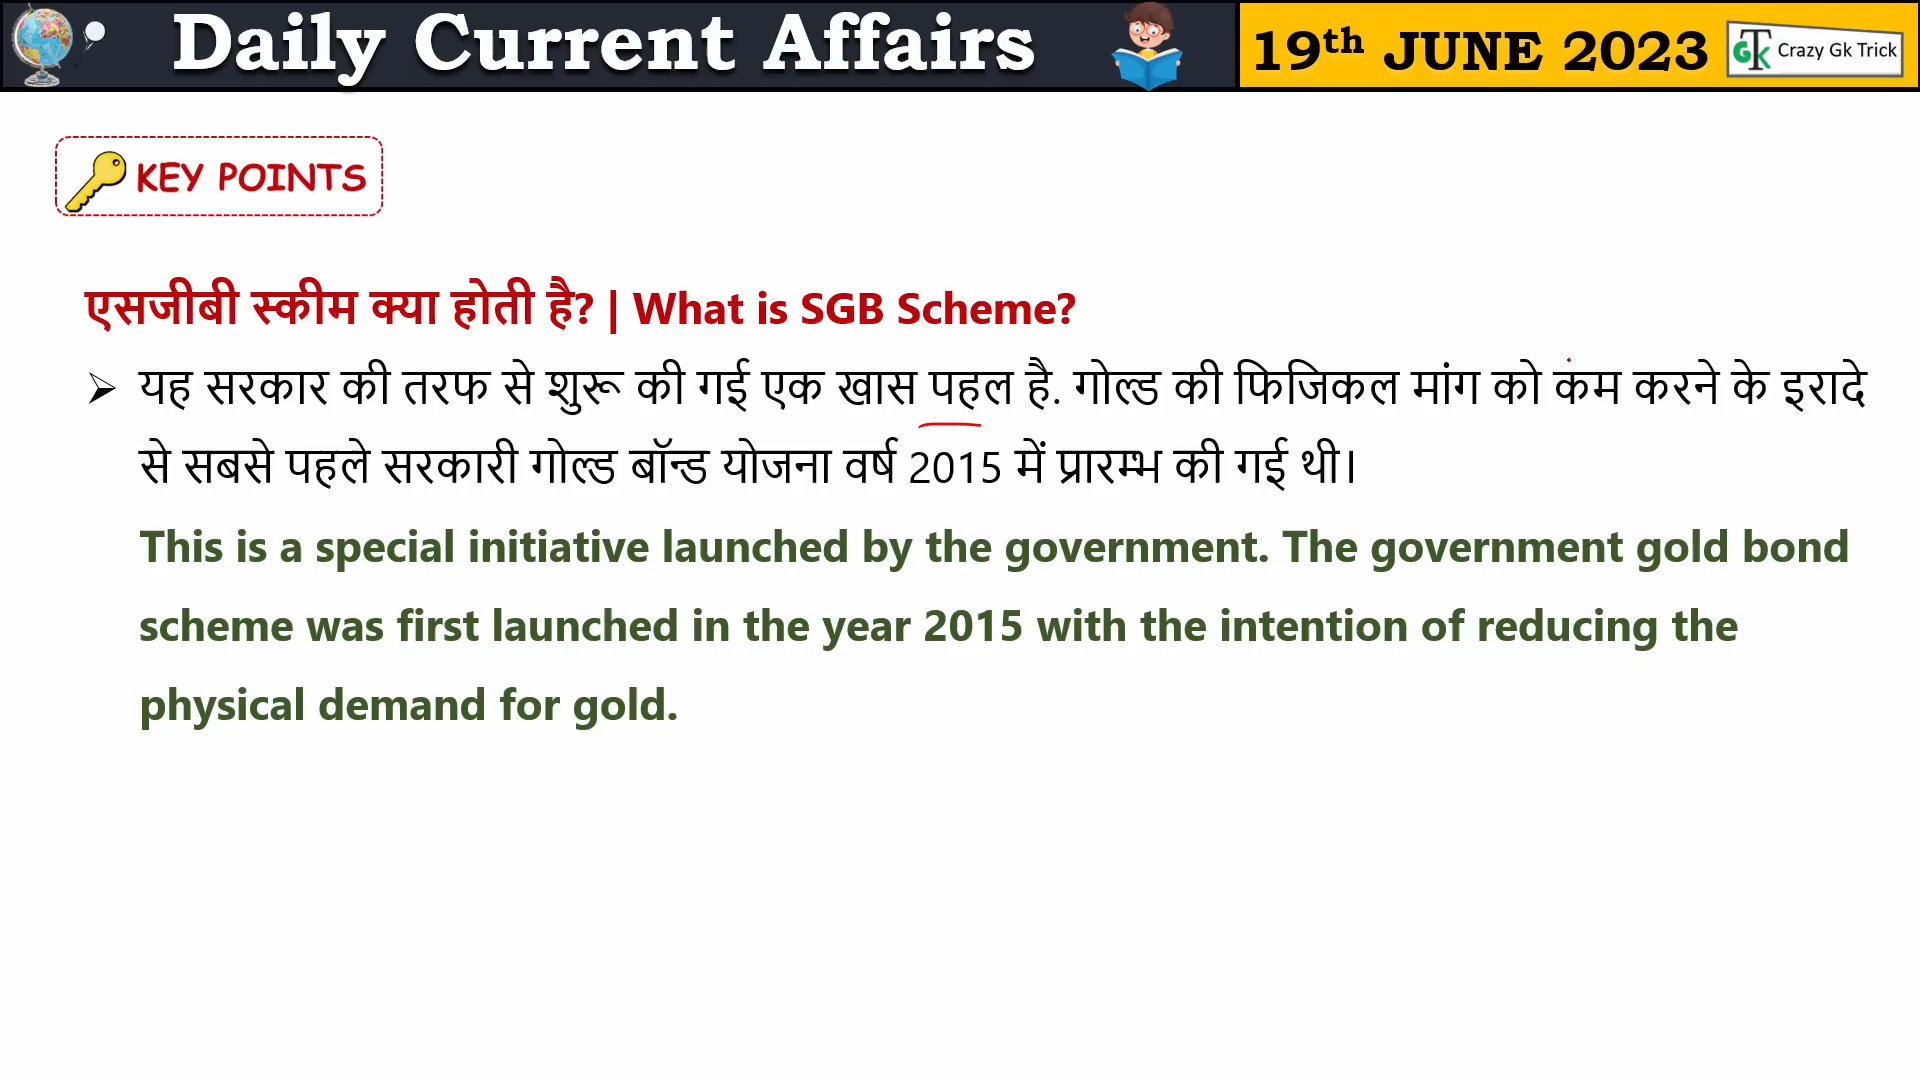 Daily Current Affairs
19th JUNE 2023
GTK Crazy Gk Trick
KEY POINTS
एसजीबी स्कीम क्या होती है? | What is SGB Scheme?
➢ यह सरकार की तरफ से शुरू की गई एक खास पहल है. गोल्ड की फिजिकल मांग को कम करने के इरादे
से सबसे पहले सरकारी गोल्ड बॉन्ड योजना वर्ष 2015 में प्रारम्भ की गई थी।
This is a special initiative launched by the government. The government gold bond
scheme was first launched in the year 2015 with the intention of reducing the
physical demand for gold.